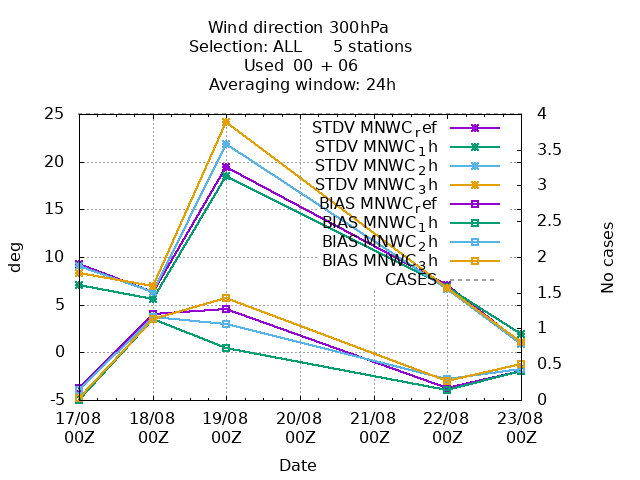 Wind direction 300hPa
Selection: ALL 5 stations
Used 00 + 06
Averaging window: 24h
25 4
STDV MNWC_ref
STDV MNWC_1h
3.5
20
STDV MNWC_2h
STDV MNWC_3h
3
BIAS MNWC_ref
15
BIAS MNWC_1h
2.5
BIAS MNWC_2h
10 2
BIAS MNWC_3h
CASES
1.5
5
1
0
0.5
-5 0
deg
No cases
17/08 18/08 19/08 20/08 21/08 22/08 23/08
00Z 00Z 00Z 00Z 00Z 00Z 00Z
Date